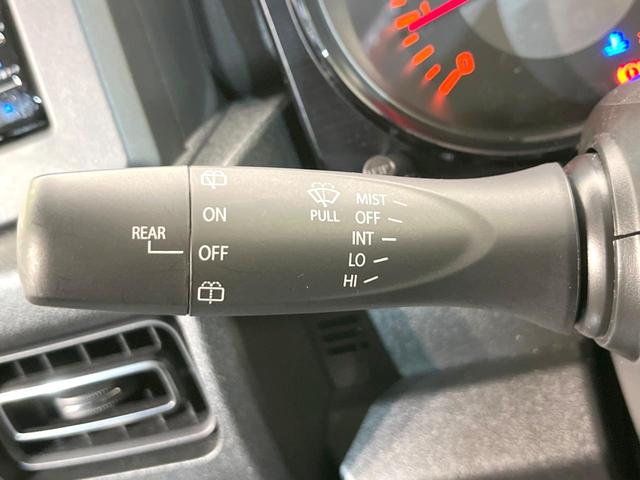 REAR
ON
OFF
PULL
MIST
OFF
INT
LO
HI